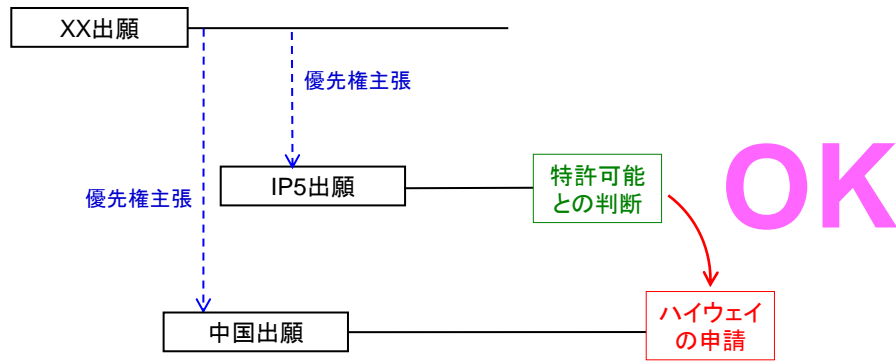 XX出願
優先権主張
IP5出願
特許可能
との判断
OK
優先権主張
中国出願
ハイウェイ
の申請